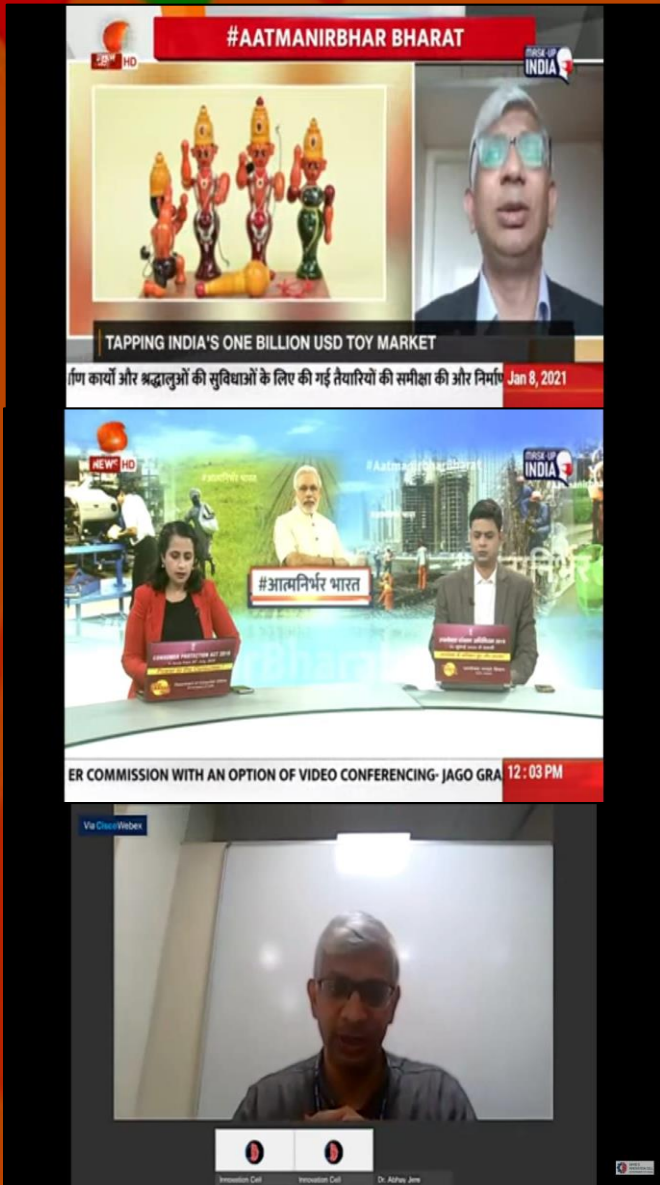 #AATMANIRBHAR BHARAT
न्यूज़ HD
MASK-UP
INDIA
TAPPING INDIA'S ONE BILLION USD TOY MARKET
र्माण कार्यो और श्रद्धालुओं की सुविधाओं के लिए की गई तैयारियों की समीक्षा की और निर्माण
Jan 8, 2021
NEWS HD
#AatmanirbharBharat
MASK-UP
INDIA
#आत्मनिर्भर भारत
CONSUMER PROTECTION ACT 2019
ER COMMISSION WITH AN OPTION OF VIDEO CONFERENCING- JAGO GRA
12:03 PM
Via Cisco Webex
Innovation Cell
Innovation Cell
Dr. Abhay Jere